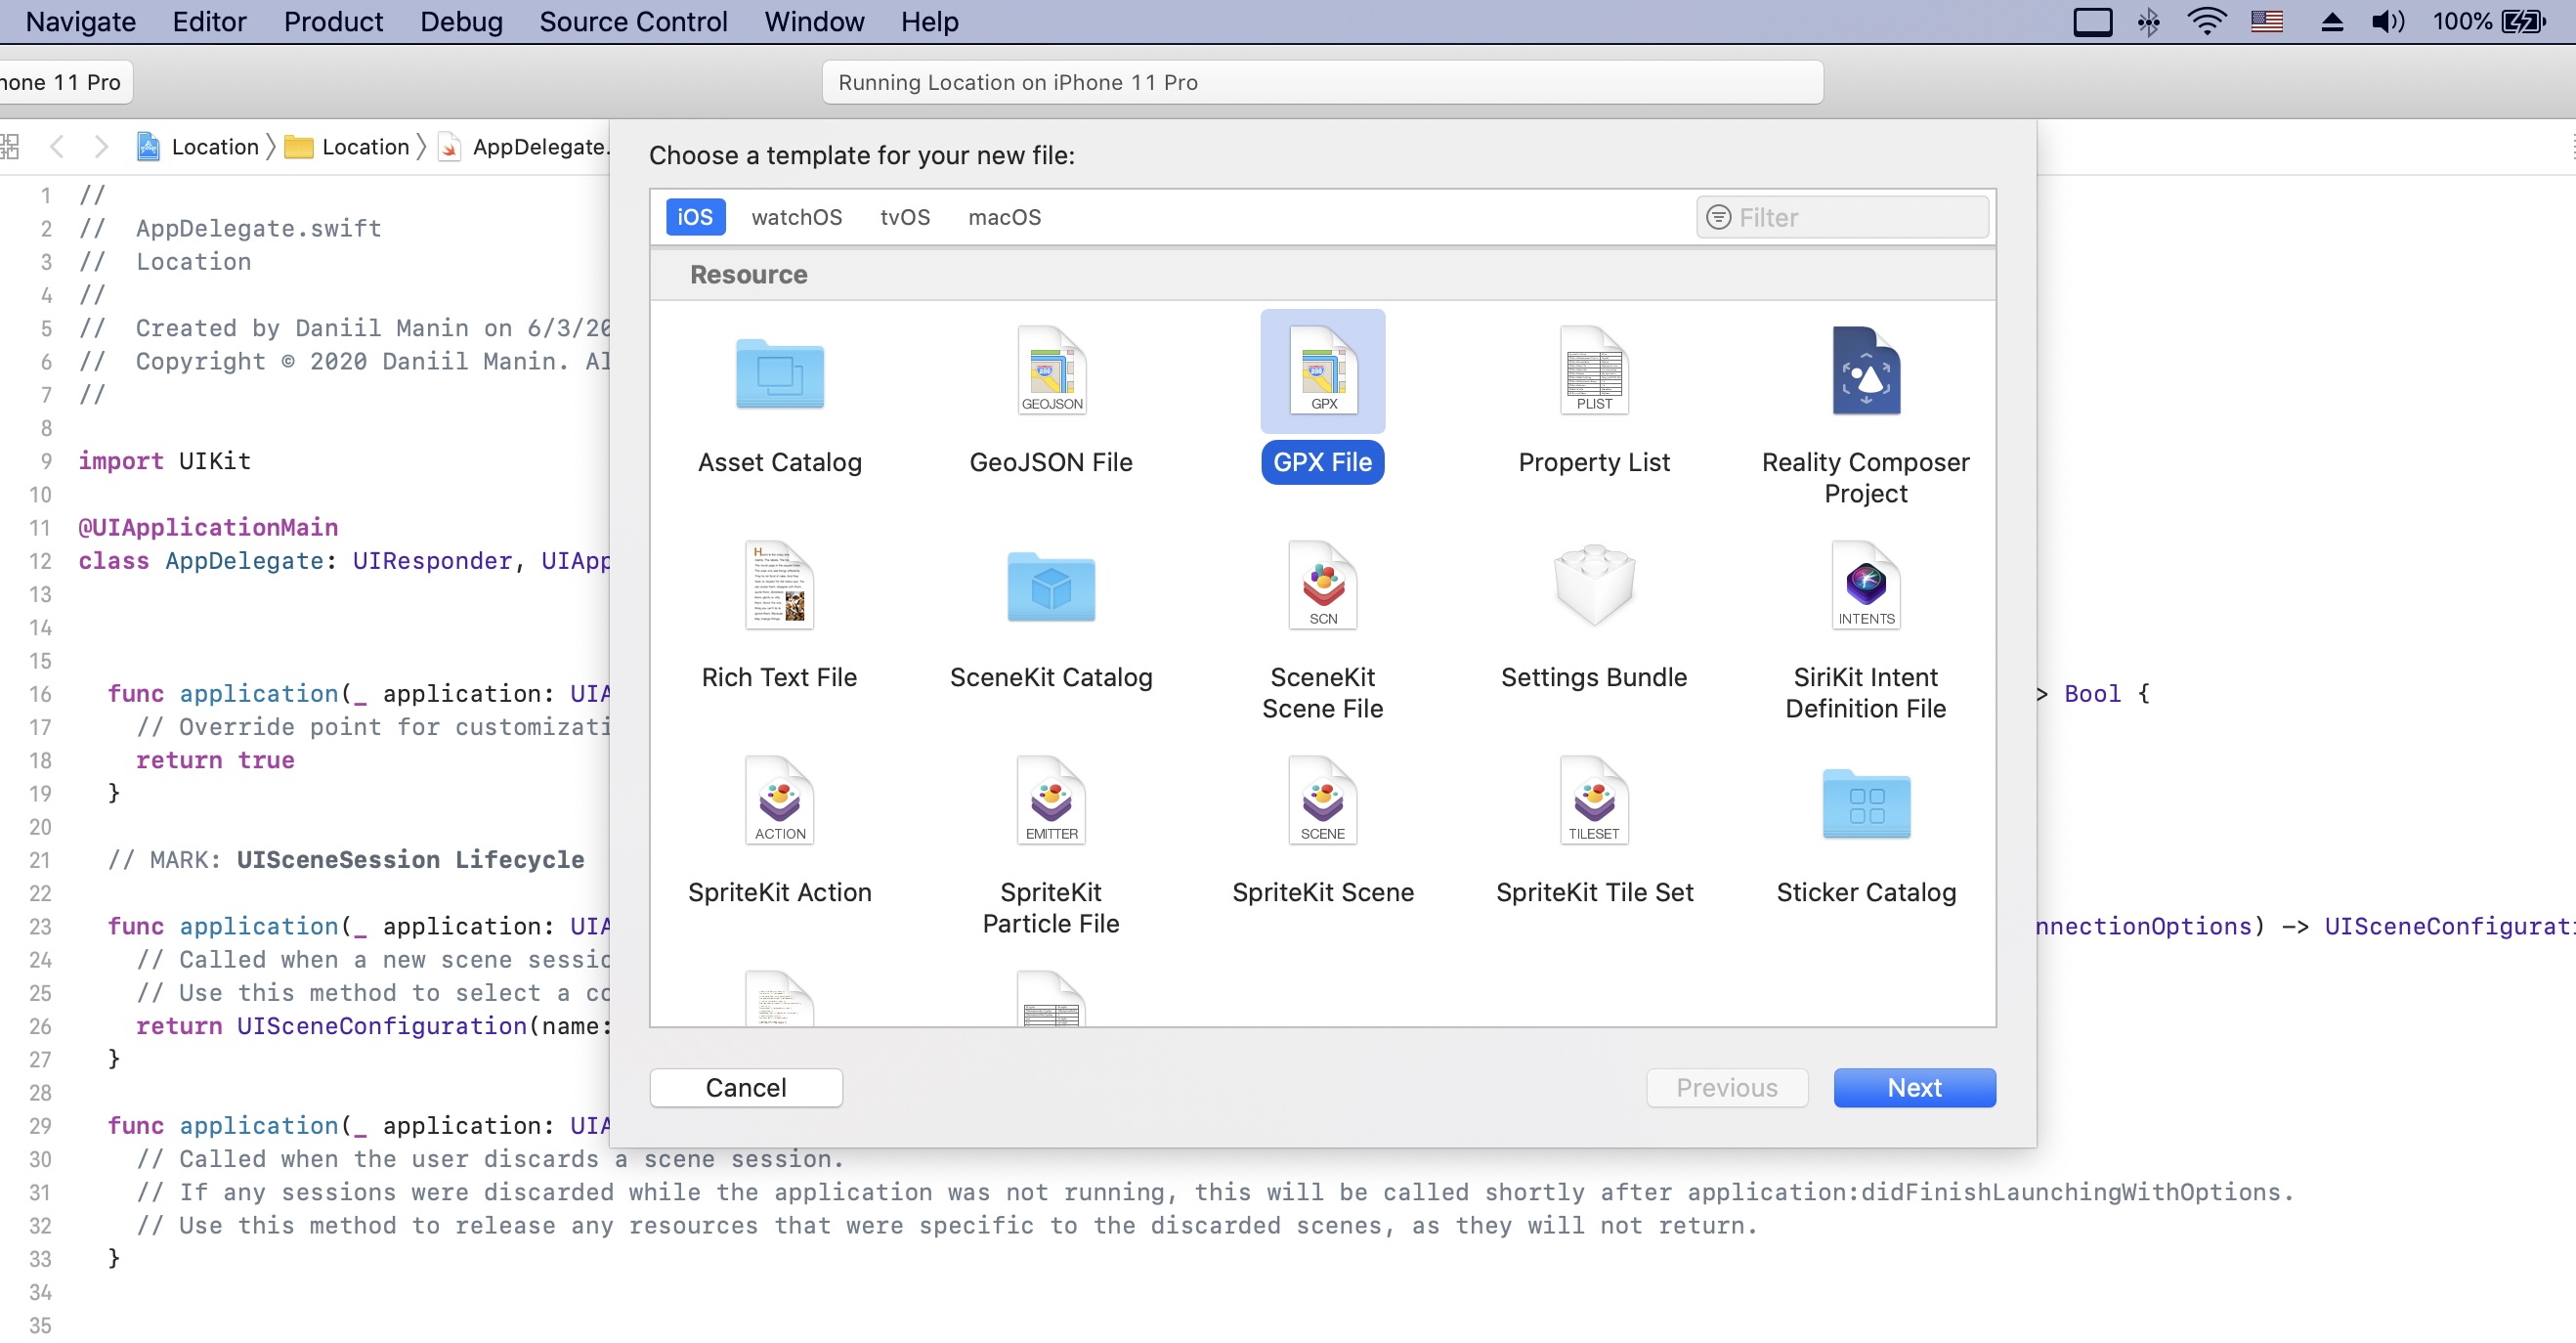 Navigate Editor Product Debug Source Control Window Help 100%
hone 11 Pro Running Location on iPhone 11 Pro
Location Location AppDelegate.
Choose a template for your new file:
iOS watchOS tvOS macOS Filter
Resource
GEOJSON GPX PLIST
Asset Catalog GeoJSON File GPX File Property List Reality Composer
Project
SCN INTENTS
Rich Text File SceneKit Catalog SceneKit Settings Bundle SiriKit Intent
Scene File Definition File
ACTION EMITTER SCENE TILESET
SpriteKit Action SpriteKit SpriteKit Scene SpriteKit Tile Set Sticker Catalog
Particle File
Cancel Previous Next
1 //
2 // AppDelegate.swift
3 // Location
4 //
5 // Created by Daniil Manin on 6/3/20
6 // Copyright © 2020 Daniil Manin. Al
7 //
8
9 import UIKit
10
11 @UIApplicationMain
12 class AppDelegate: UIResponder, UIApp
13
14
15
16 func application(_ application: UIA > Bool {
17 // Override point for customizati
18 return true
19 }
20
21 // MARK: UISceneSession Lifecycle
22
23 func application(_ application: UIA nnectionOptions) -> UISceneConfigurati
24 // Called when a new scene sessio
25 // Use this method to select a co
26 return UISceneConfiguration(name:
27 }
28
29 func application(_ application: UIA
30 // Called when the user discards a scene session.
31 // If any sessions were discarded while the application was not running, this will be called shortly after application:didFinishLaunchingWithOptions.
32 // Use this method to release any resources that were specific to the discarded scenes, as they will not return.
33 }
34
35